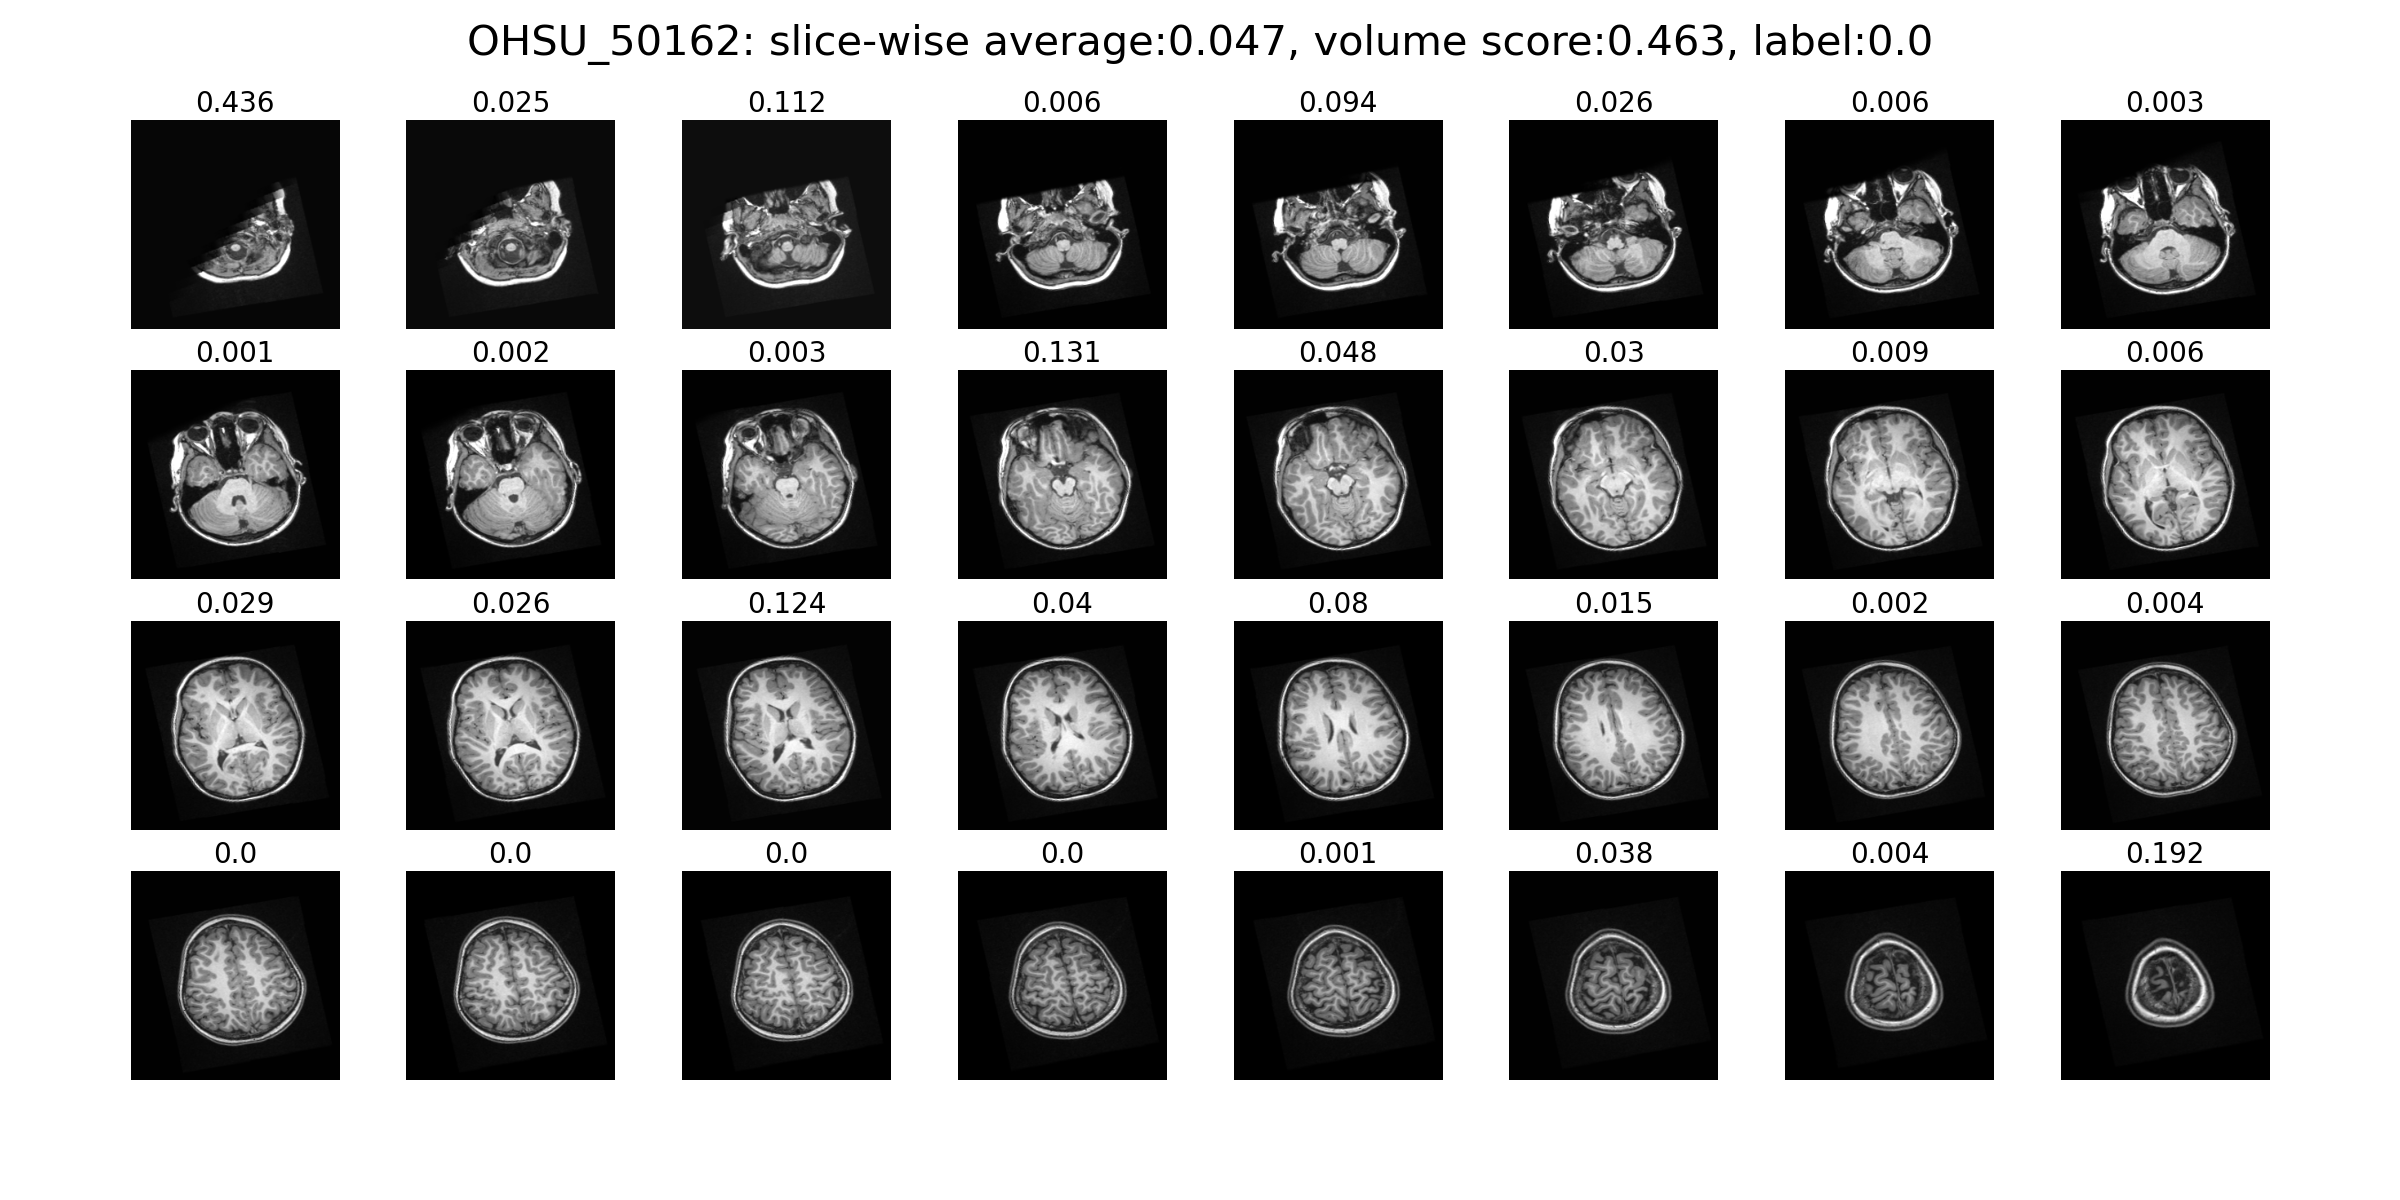 OHSU_50162: slice-wise average:0.047, volume score:0.463, label:0.0
0.436 0.025 0.112 0.006 0.094 0.026 0.006 0.003
0.001 0.002 0.003 0.131 0.048 0.03 0.009 0.006
0.029 0.026 0.124 0.04 0.08 0.015 0.002 0.004
0.0 0.0 0.0 0.0 0.001 0.038 0.004 0.192